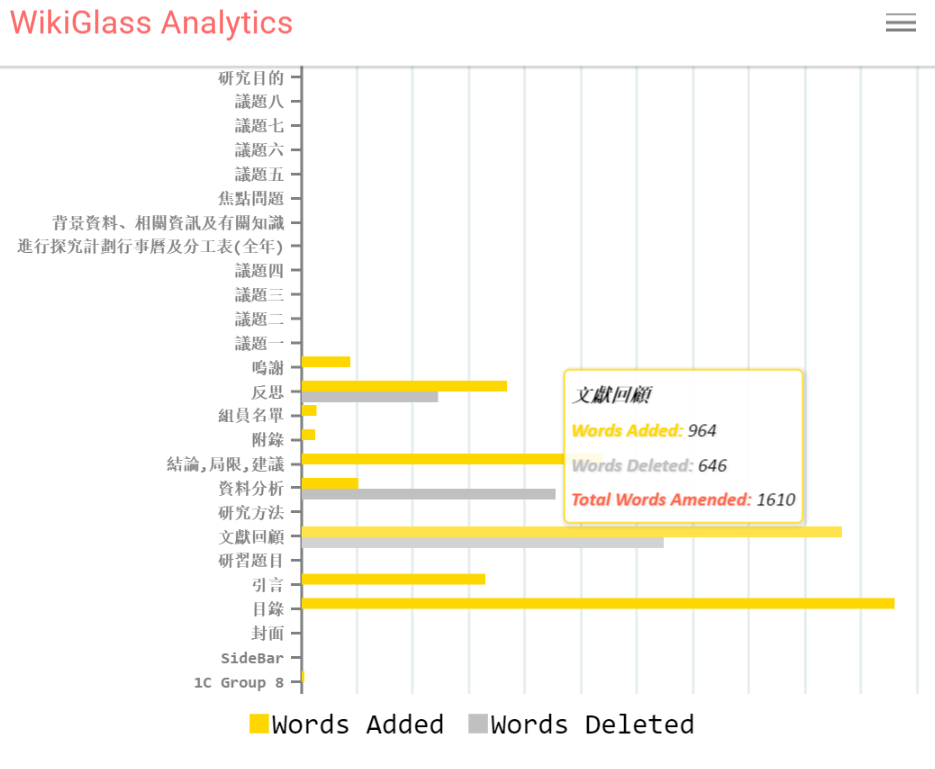 WikiGlass Analytics
研究目的
議題八
議題七
議題六
議題五
焦點問題
背景資料、相關資訊及有關知識
進行探究計劃行事曆及分工表(全年)
議題四
議題三
議題二
議題一
鳴謝
反思
組員名單
附錄
結論,局限,建議
資料分析
研究方法
文獻回顧
研習題目
引言
目錄
封面
SideBar
1C Group 8
文獻回顧
Words Added: 964
Words Deleted: 646
Total Words Amended: 1610
Words Added Words Deleted